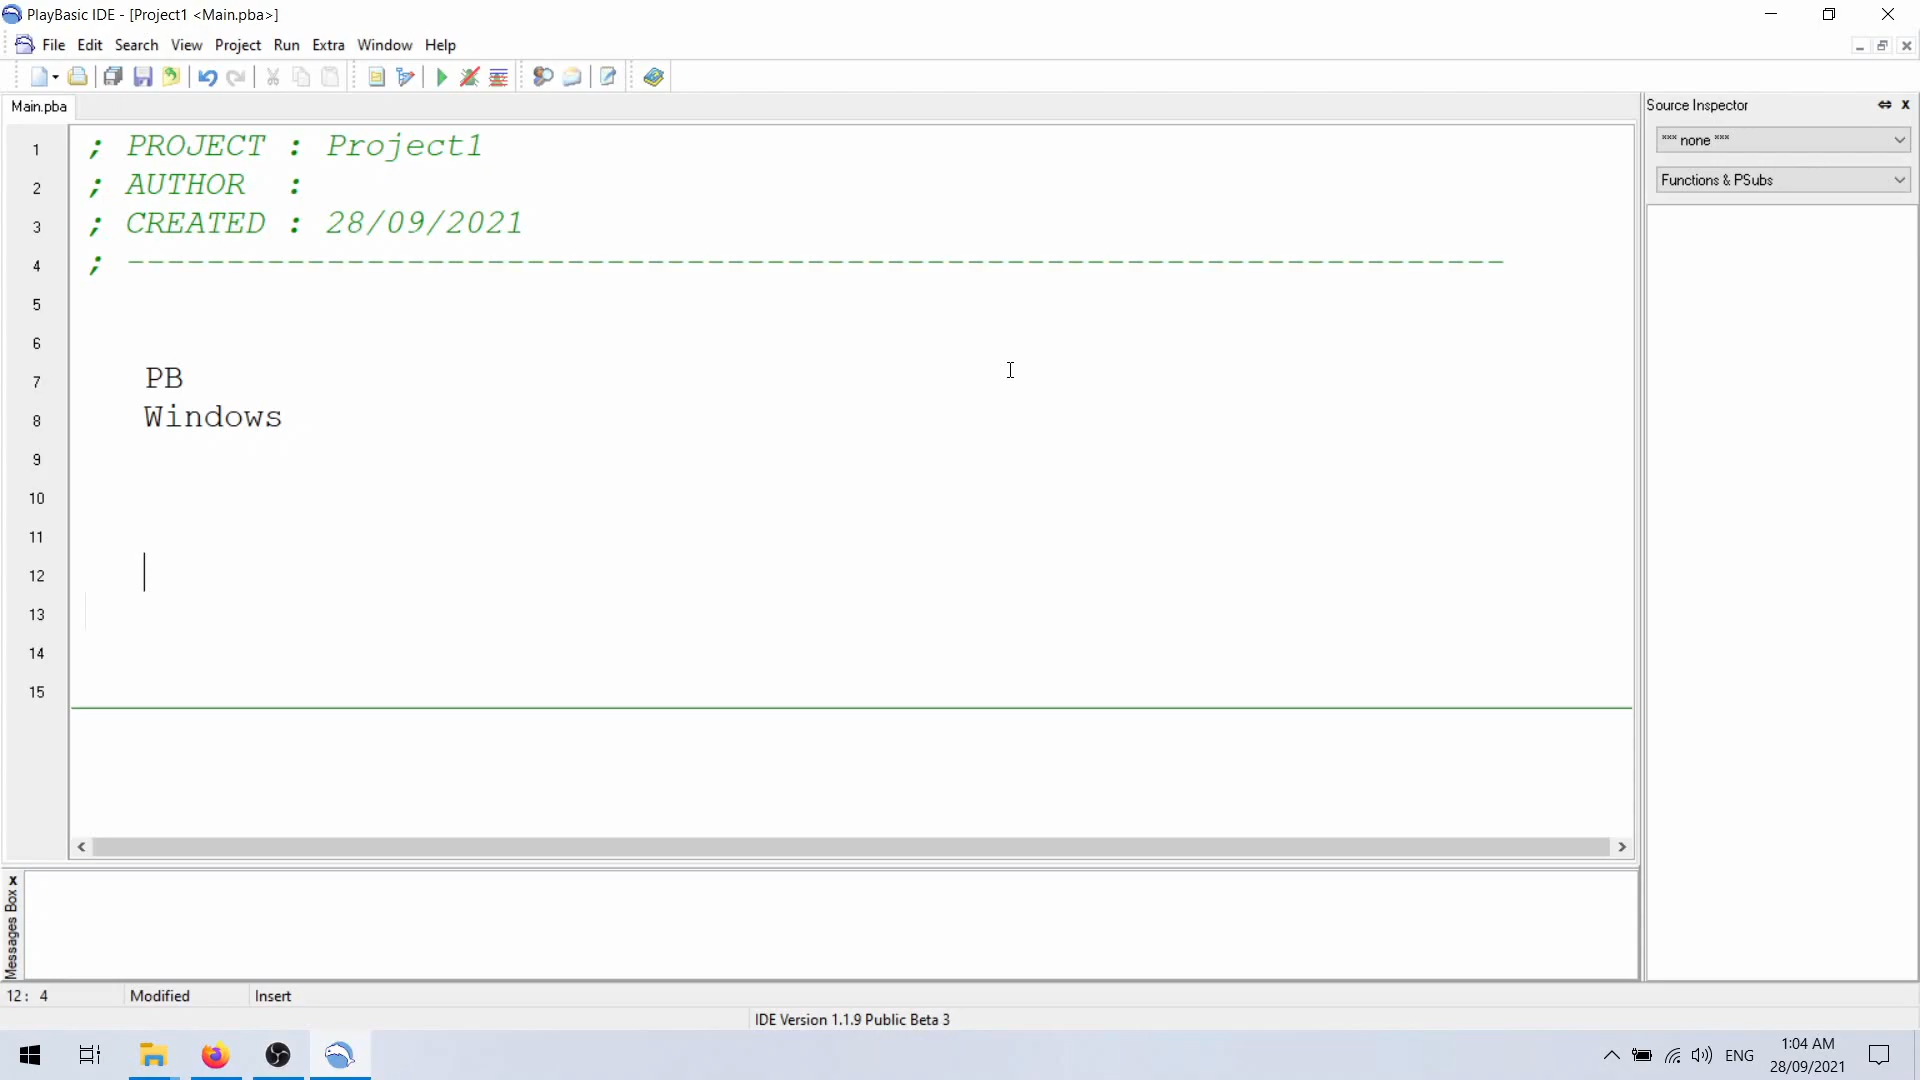 PlayBasic IDE - [Project1 <Main.pba>]
File Edit Search View Project Run Extra Window Help
Main.pba
Source Inspector
*** none ***
Functions & PSubs
1 ; PROJECT : Project1
2 ; AUTHOR :
3 ; CREATED : 28/09/2021
4 ; ---------------------------------------------------------------------
5
6
7 PB
8 Windows
9
10
11
12
13
14
15
Messages Box
12: 4 Modified Insert
IDE Version 1.1.9 Public Beta 3
ENG
1:04 AM
28/09/2021